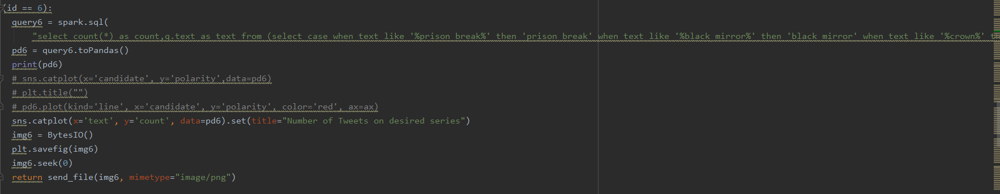 (id == 6):
query6 = spark.sql(
"select count(*) as count,q.text as text from (select case when text like '%prison break%' then 'prison break' when text like '%black mirror%' then 'black mirror' when text like '%crown%' th
pd6 = query6.toPandas()
print(pd6)
# sns.catplot(x='candidate', y='polarity',data=pd6)
# plt.title("")
# pd6.plot(kind='line', x='candidate', y='polarity', color='red', ax=ax)
sns.catplot(x='text', y='count', data=pd6).set(title="Number of Tweets on desired series")
img6 = BytesIO()
plt.savefig(img6)
img6.seek(0)
return send_file(img6, mimetype="image/png")